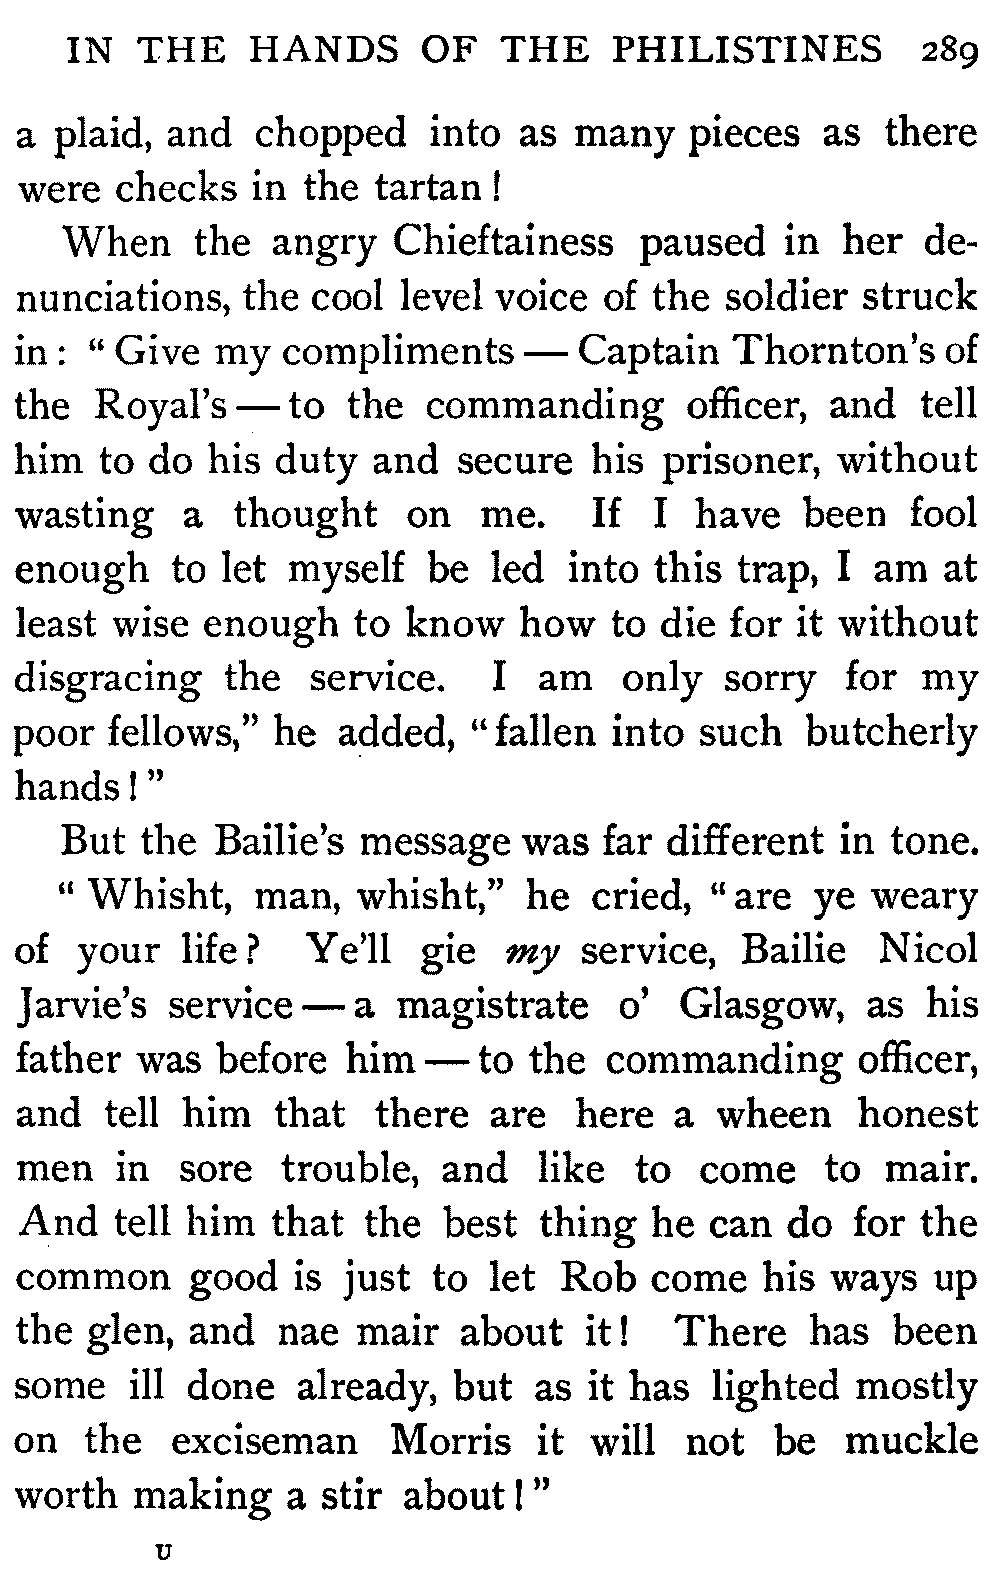 IN THE HANDS OF THE PHILISTINES 289
a plaid, and chopped into as many pieces as there
were checks in the tartan!
When the angry Chieftainess paused in her de-
nunciations, the cool level voice of the soldier struck
in: “Give my compliments — Captain Thornton's of
the Royal's — to the commanding officer, and tell
him to do his duty and secure his prisoner, without
wasting a thought on me. If I have been fool
enough to let myself be led into this trap, I am at
least wise enough to know how to die for it without
disgracing the service. I am only sorry for my
poor fellows,” he added, “fallen into such butcherly
hands!”
But the Bailie's message was far different in tone.
“Whisht, man, whisht,” he cried, “are ye weary
of your life? Ye'll gie my service, Bailie Nicol
Jarvie's service — a magistrate o' Glasgow, as his
father was before him — to the commanding officer,
and tell him that there are here a wheen honest
men in sore trouble, and like to come to mair.
And tell him that the best thing he can do for the
common good is just to let Rob come his ways up
the glen, and nae mair about it! There has been
some ill done already, but as it has lighted mostly
on the exciseman Morris it will not be muckle
worth making a stir about!”
U